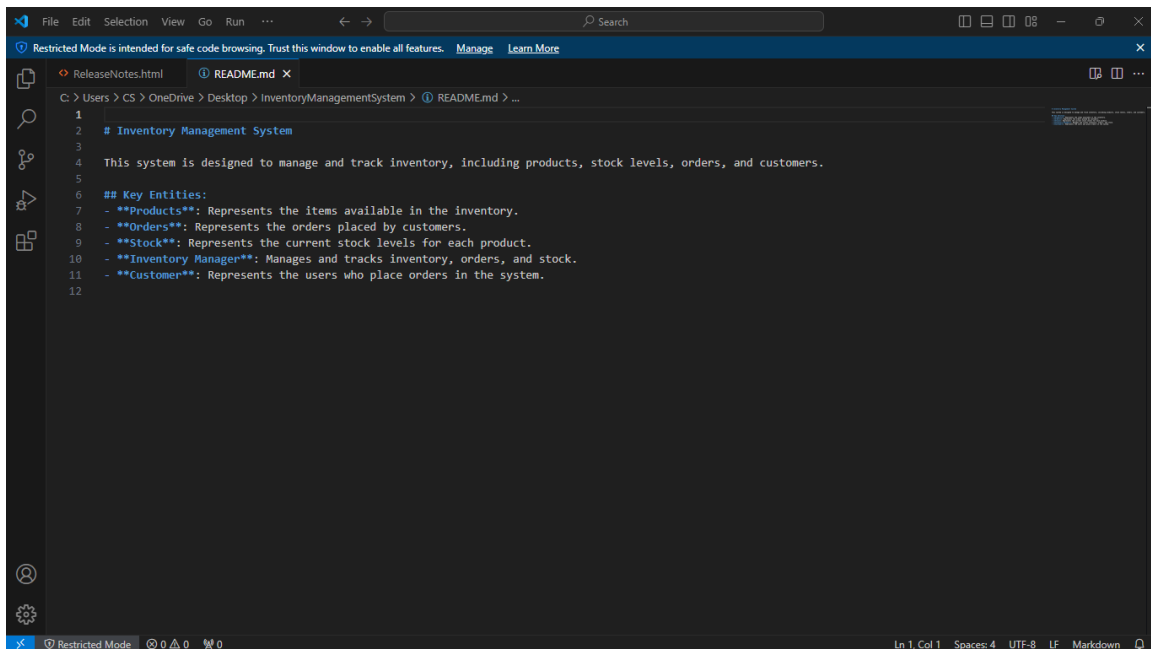 File Edit Selection View Go Run ··· ← → Search
Restricted Mode is intended for safe code browsing. Trust this window to enable all features. Manage Learn More
ReleaseNotes.html README.md
C: > Users > CS > OneDrive > Desktop > InventoryManagementSystem > README.md > ...
1
2 # Inventory Management System
3
4 This system is designed to manage and track inventory, including products, stock levels, orders, and customers.
5
6 ## Key Entities:
7 - **Products**: Represents the items available in the inventory.
8 - **Orders**: Represents the orders placed by customers.
9 - **Stock**: Represents the current stock levels for each product.
10 - **Inventory Manager**: Manages and tracks inventory, orders, and stock.
11 - **Customer**: Represents the users who place orders in the system.
12
Restricted Mode 0 0 0 Ln 1, Col 1 Spaces: 4 UTF-8 LF Markdown